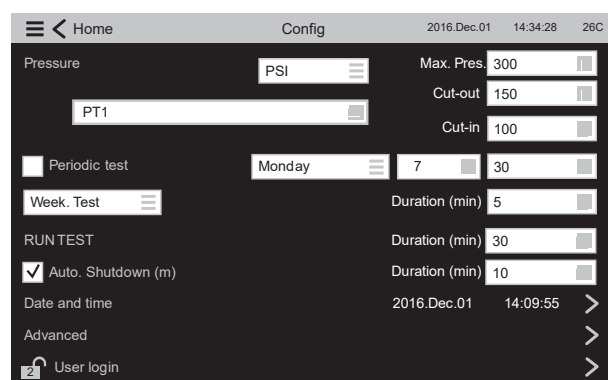 Home Config 2016.Dec.01 14:34:28 26C
Pressure PSI Max. Pres. 300
Cut-out 150
PT1
Cut-in 100
Periodic test Monday 7 30
Week. Test Duration (min) 5
RUN TEST Duration (min) 30
Auto. Shutdown (m) Duration (min) 10
Date and time 2016.Dec.01 14:09:55
Advanced
2 User login